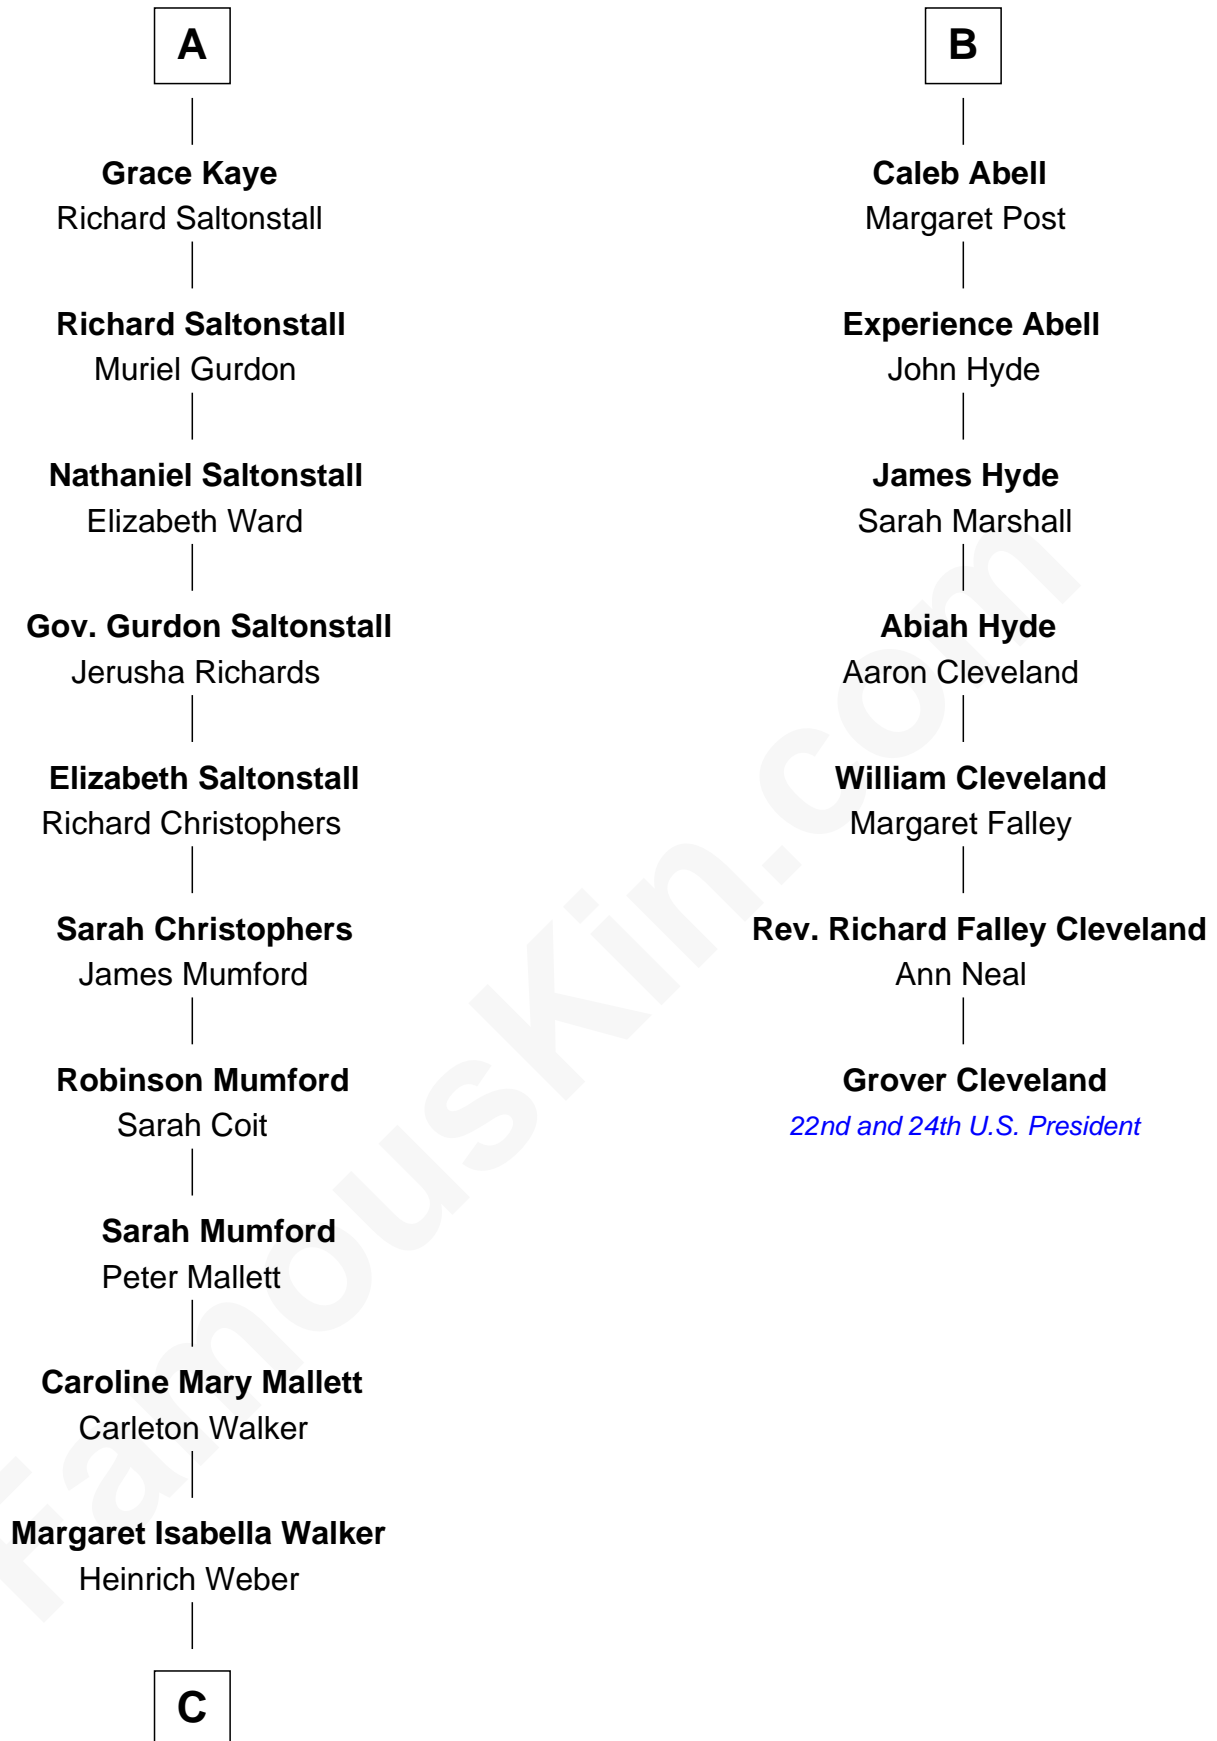 A
Grace Kaye
Richard Saltonstall
Richard Saltonstall
Muriel Gurdon
Nathaniel Saltonstall
Elizabeth Ward
Gov. Gurdon Saltonstall
Jerusha Richards
Elizabeth Saltonstall
Richard Christophers
Sarah Christophers
James Mumford
Robinson Mumford
Sarah Coit
Sarah Mumford
Peter Mallett
Caroline Mary Mallett
Carleton Walker
Margaret Isabella Walker
Heinrich Weber
C
B
Caleb Abell
Margaret Post
Experience Abell
John Hyde
James Hyde
Sarah Marshall
Abiah Hyde
Aaron Cleveland
William Cleveland
Margaret Falley
Rev. Richard Falley Cleveland
Ann Neal
Grover Cleveland
22nd and 24th U.S. President
FamousKin.com